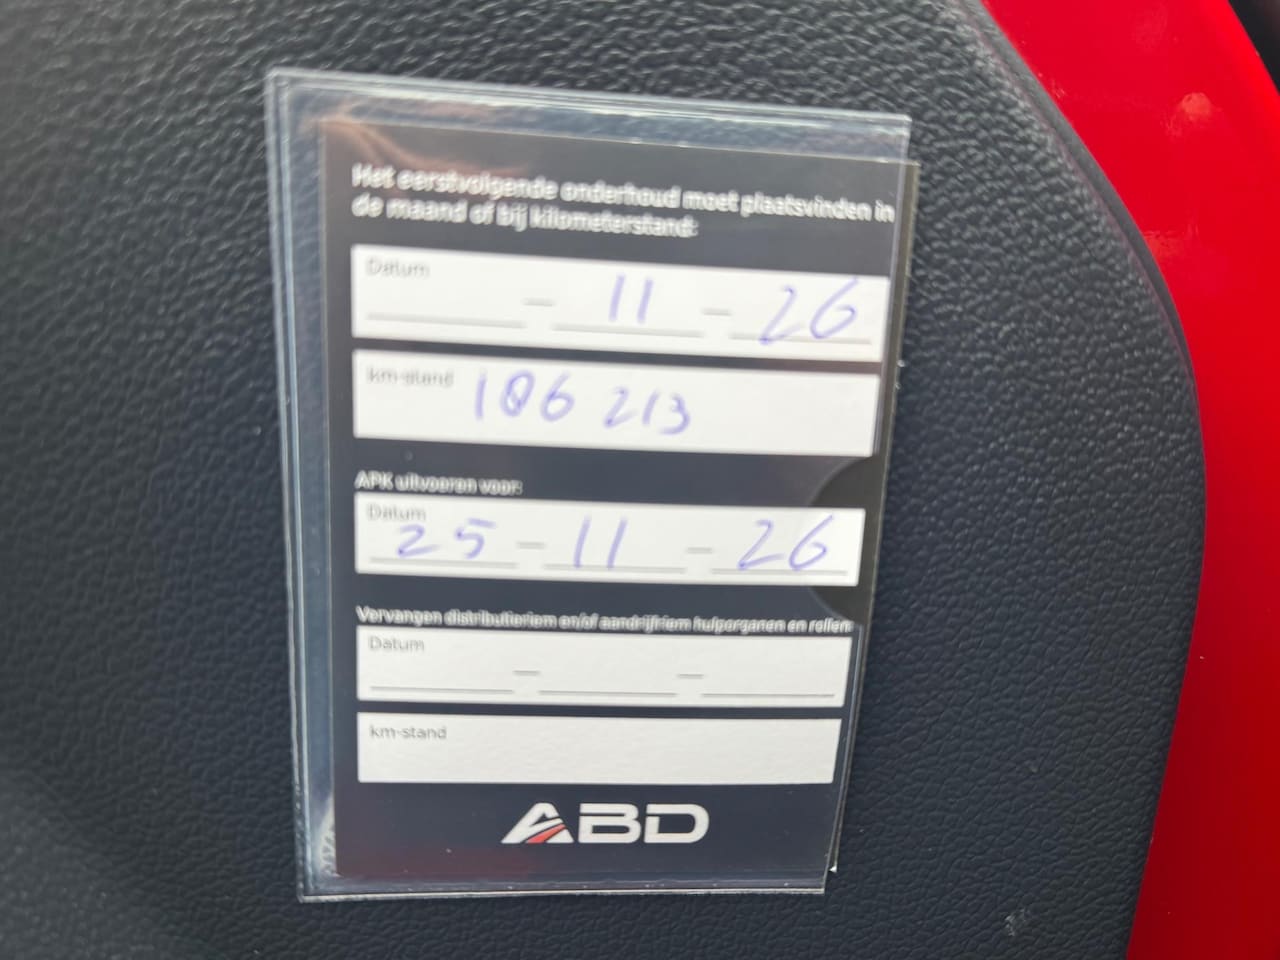 Het eerstvolgende onderhoud moet plaatsvinden in
de maand of bij kilometerstand:
Datum
- 11 - 26
km-stand 106 213
APK uitvoeren voor:
Datum
25 - 11 - 26
Vervangen distributieriem en/of aandrijfriem hulporganen en rollen
Datum
- -
km-stand
ABD